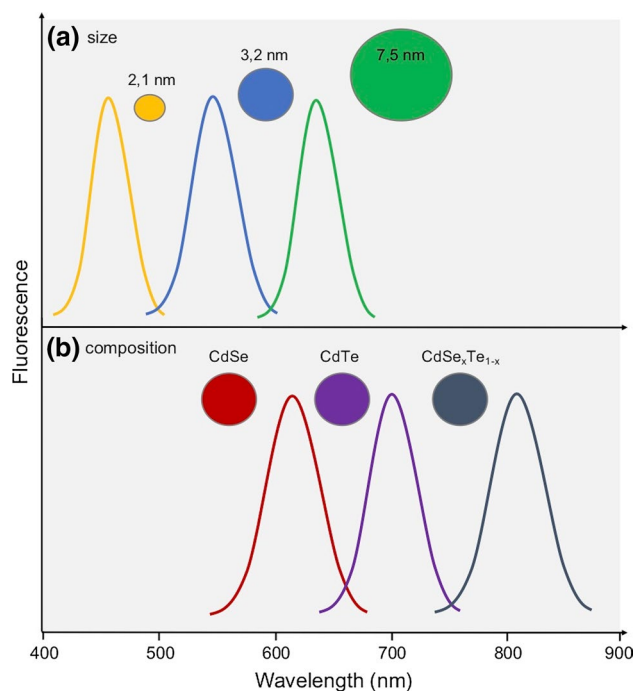 (a) size
2,1 nm
3,2 nm
7,5 nm
Fluorescence
(b) composition
CdSe
CdTe
CdSeₓTe₁₋ₓ
400 500 600 700 800 900
Wavelength (nm)